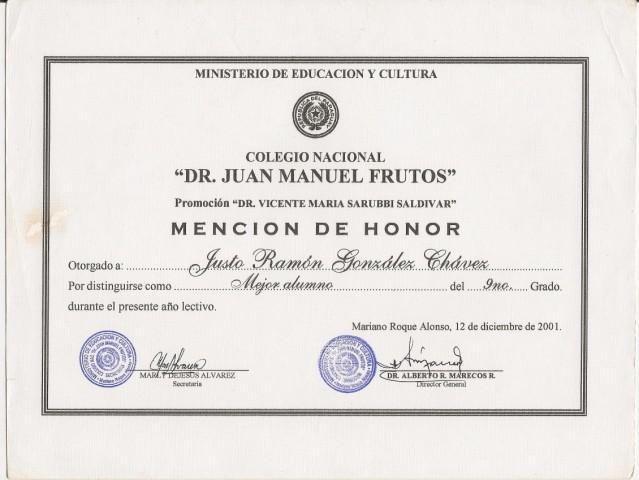 MINISTERIO DE EDUCACION Y CULTURA
REPUBLICA DEL PARAGUAY
COLEGIO NACIONAL
“DR. JUAN MANUEL FRUTOS”
Promoción “DR. VICENTE MARIA SARUBBI SALDIVAR”
MENCION DE HONOR
Otorgado a: Justo Ramón González Chávez
Por distinguirse como Mejor alumno del 9no. Grado.
durante el presente año lectivo.
Mariano Roque Alonso, 12 de diciembre de 2001.
DEJESUS ALVAREZ
Secretaria
DR. ALBERTO R. MARECOS R.
Director General